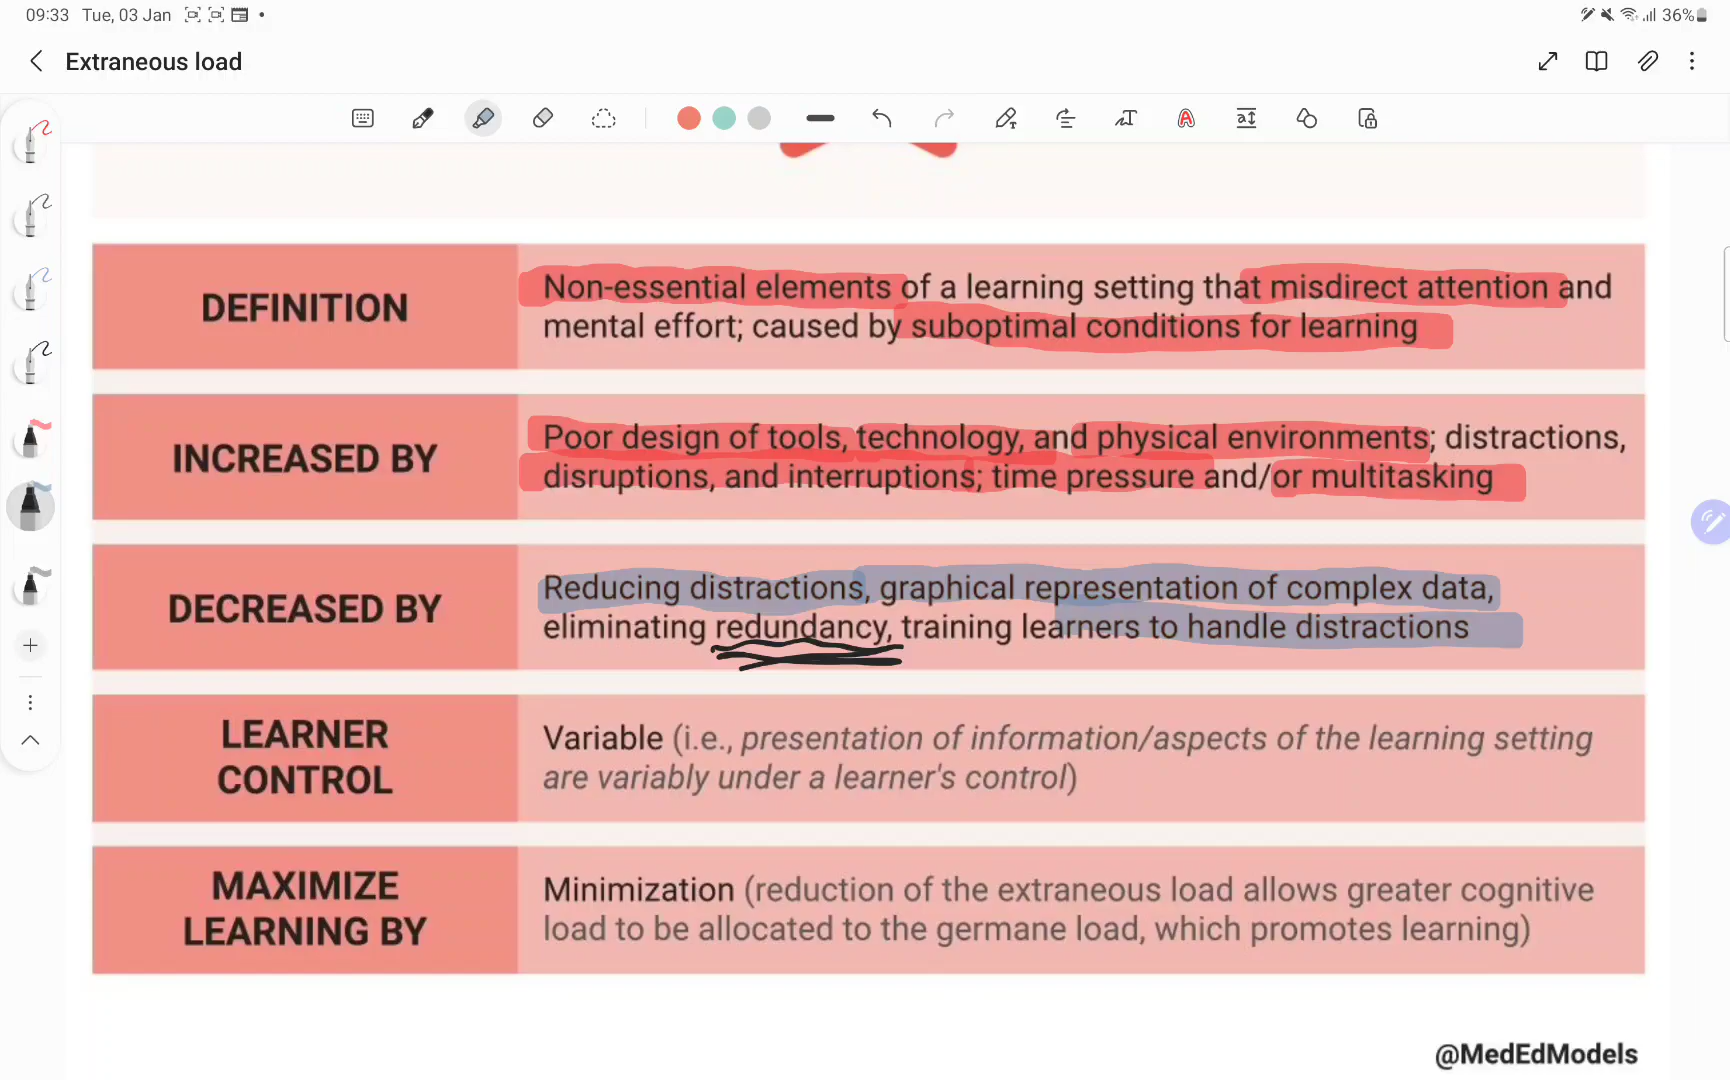 09:33 Tue, 03 Jan
36%
Extraneous load
DEFINITION
Non-essential elements of a learning setting that misdirect attention and
mental effort; caused by suboptimal conditions for learning
INCREASED BY
Poor design of tools, technology, and physical environments; distractions,
disruptions, and interruptions; time pressure and/or multitasking
DECREASED BY
Reducing distractions, graphical representation of complex data,
eliminating redundancy, training learners to handle distractions
LEARNER
CONTROL
Variable (i.e., presentation of information/aspects of the learning setting
are variably under a learner's control)
MAXIMIZE
LEARNING BY
Minimization (reduction of the extraneous load allows greater cognitive
load to be allocated to the germane load, which promotes learning)
@MedEdModels